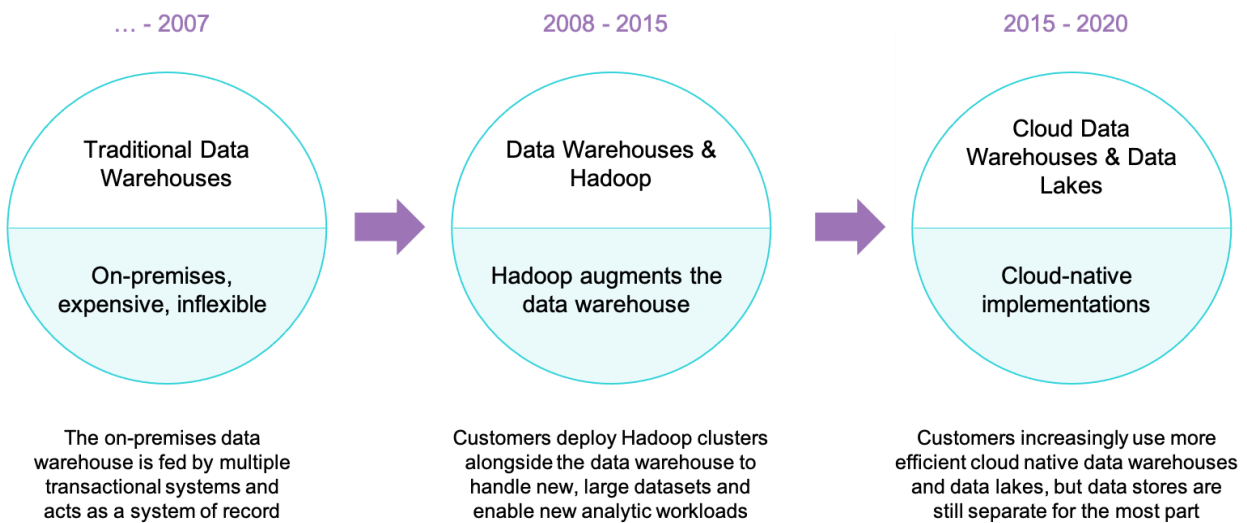 ... - 2007
2008 - 2015
2015 - 2020
Traditional Data
Warehouses
On-premises,
expensive, inflexible
Data Warehouses &
Hadoop
Hadoop augments the
data warehouse
Cloud Data
Warehouses & Data
Lakes
Cloud-native
implementations
The on-premises data
warehouse is fed by multiple
transactional systems and
acts as a system of record
Customers deploy Hadoop clusters
alongside the data warehouse to
handle new, large datasets and
enable new analytic workloads
Customers increasingly use more
efficient cloud native data warehouses
and data lakes, but data stores are
still separate for the most part